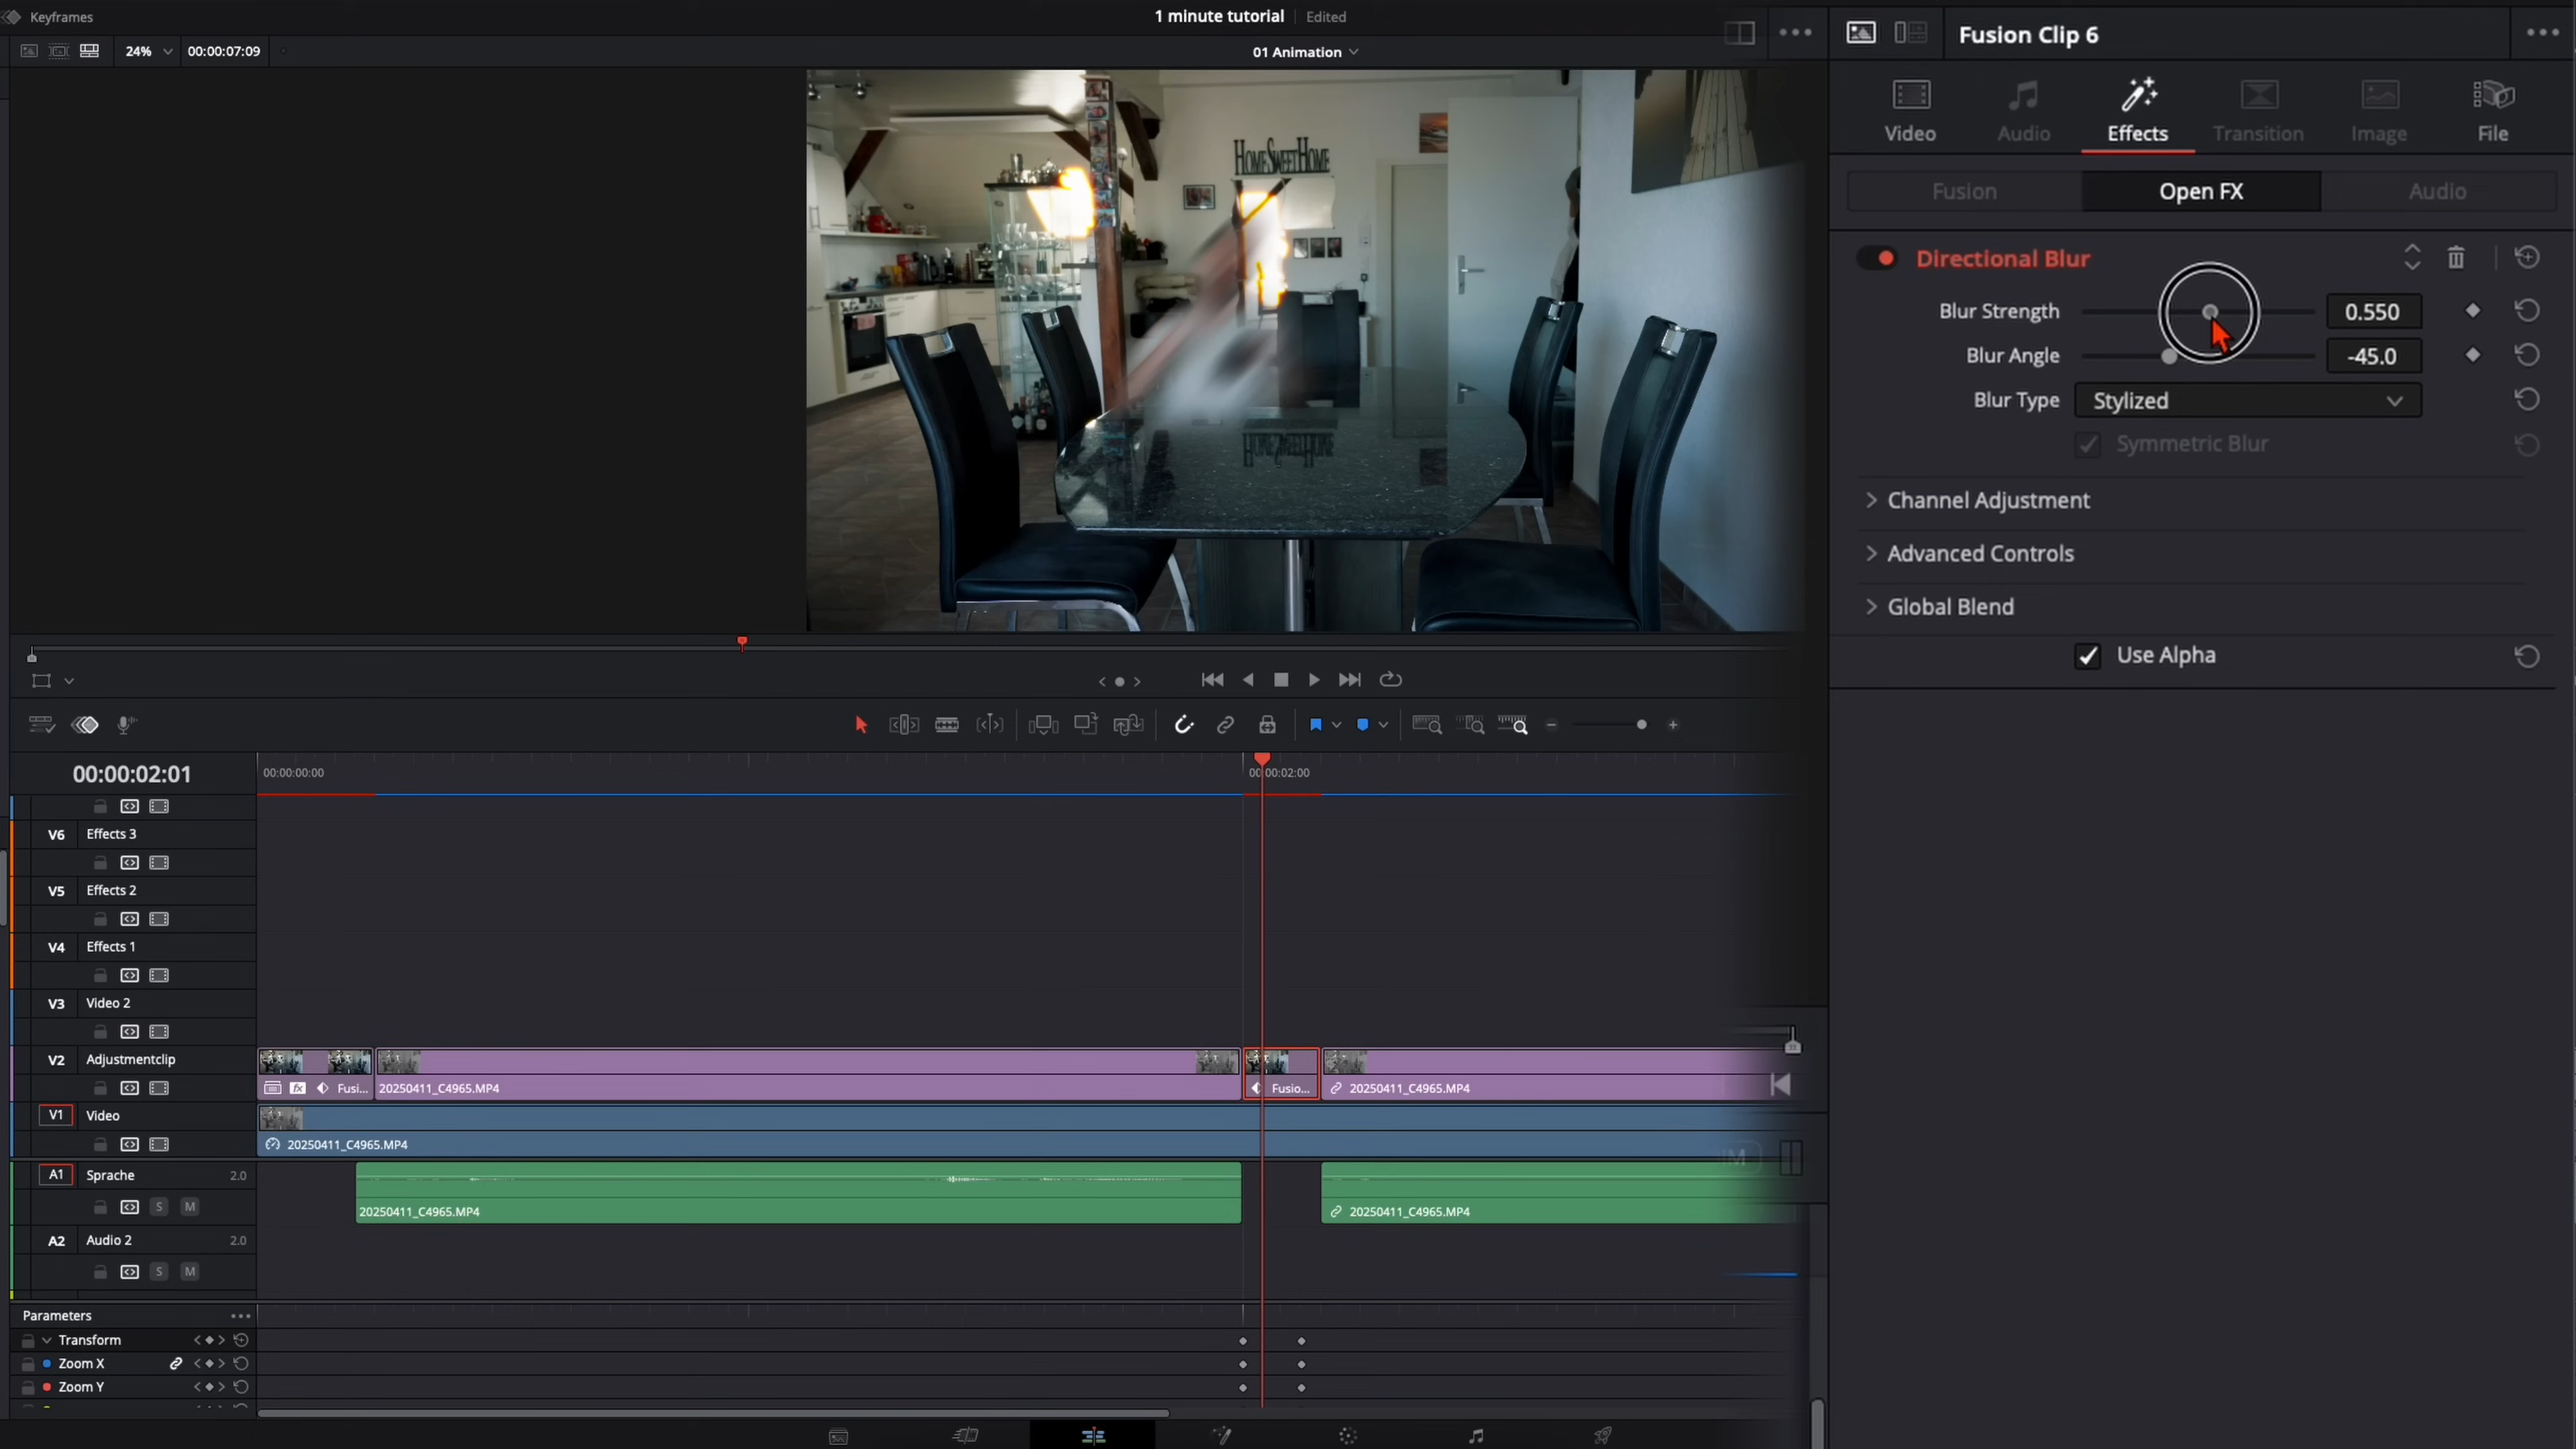 Keyframes
1 minute tutorial
Edited
24%
00:00:07:09
01 Animation
HOMESWEETHOME
Fusion Clip 6
Video
Audio
Effects
Transition
Image
File
Fusion
Open FX
Audio
Directional Blur
Blur Strength
0.550
Blur Angle
-45.0
Blur Type
Stylized
Symmetric Blur
Channel Adjustment
Advanced Controls
Global Blend
Use Alpha
00:00:02:01
00:00:00:00
00:00:02:00
V6
Effects 3
V5
Effects 2
V4
Effects 1
V3
Video 2
V2
Adjustmentclip
fx
Fusi...
20250411_C4965.MP4
Fusio...
20250411_C4965.MP4
V1
Video
20250411_C4965.MP4
M
A1
Sprache
2.0
S
M
20250411_C4965.MP4
20250411_C4965.MP4
A2
Audio 2
2.0
S
M
Parameters
Transform
Zoom X
Zoom Y